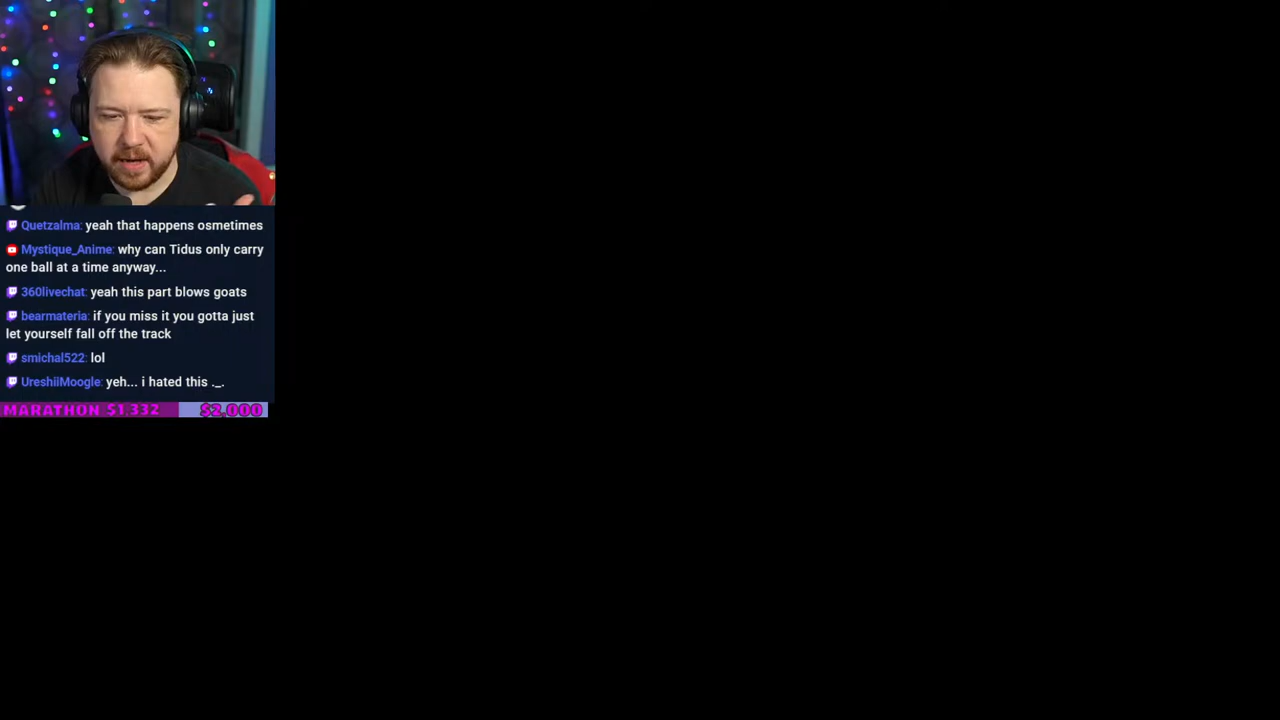 Quetzalma: yeah that happens osmetimes
Mystique_Anime: why can Tidus only carry
one ball at a time anyway...
360livechat: yeah this part blows goats
bearmateria: if you miss it you gotta just
let yourself fall off the track
smichal522: lol
UreshiiMoogle: yeh... i hated this ._.
MARATHON $1,332 $2,000